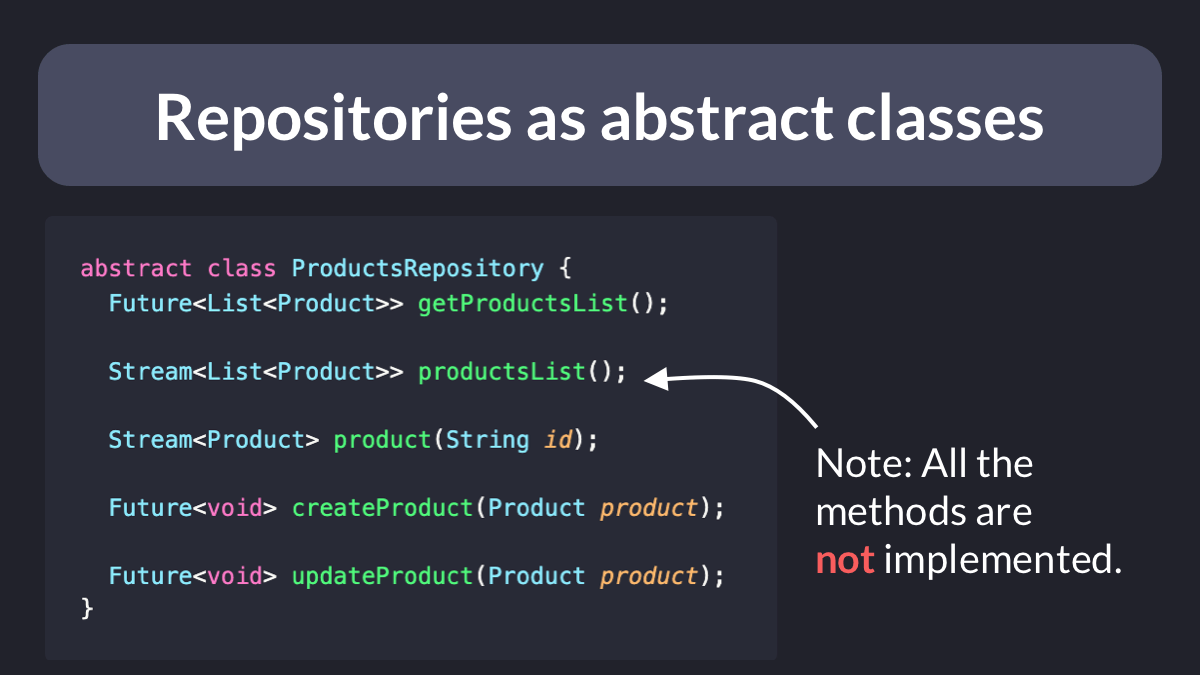 Repositories as abstract classes
abstract class ProductsRepository {
  Future<List<Product>> getProductsList();
  Stream<List<Product>> productsList();
  Stream<Product> product(String id);
  Future<void> createProduct(Product product);
  Future<void> updateProduct(Product product);
}
Note: All the
methods are
not implemented.